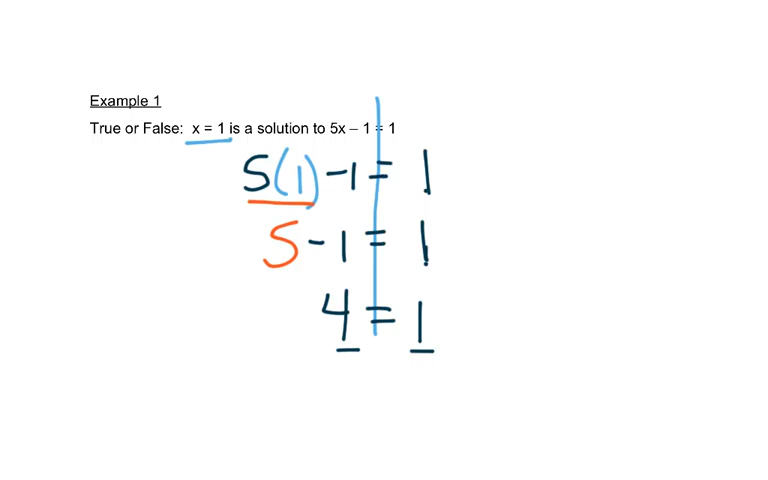 Example 1
True or False: x = 1 is a solution to 5x – 1 = 1
5(1)-1 = 1
5-1 = 1
4 = 1